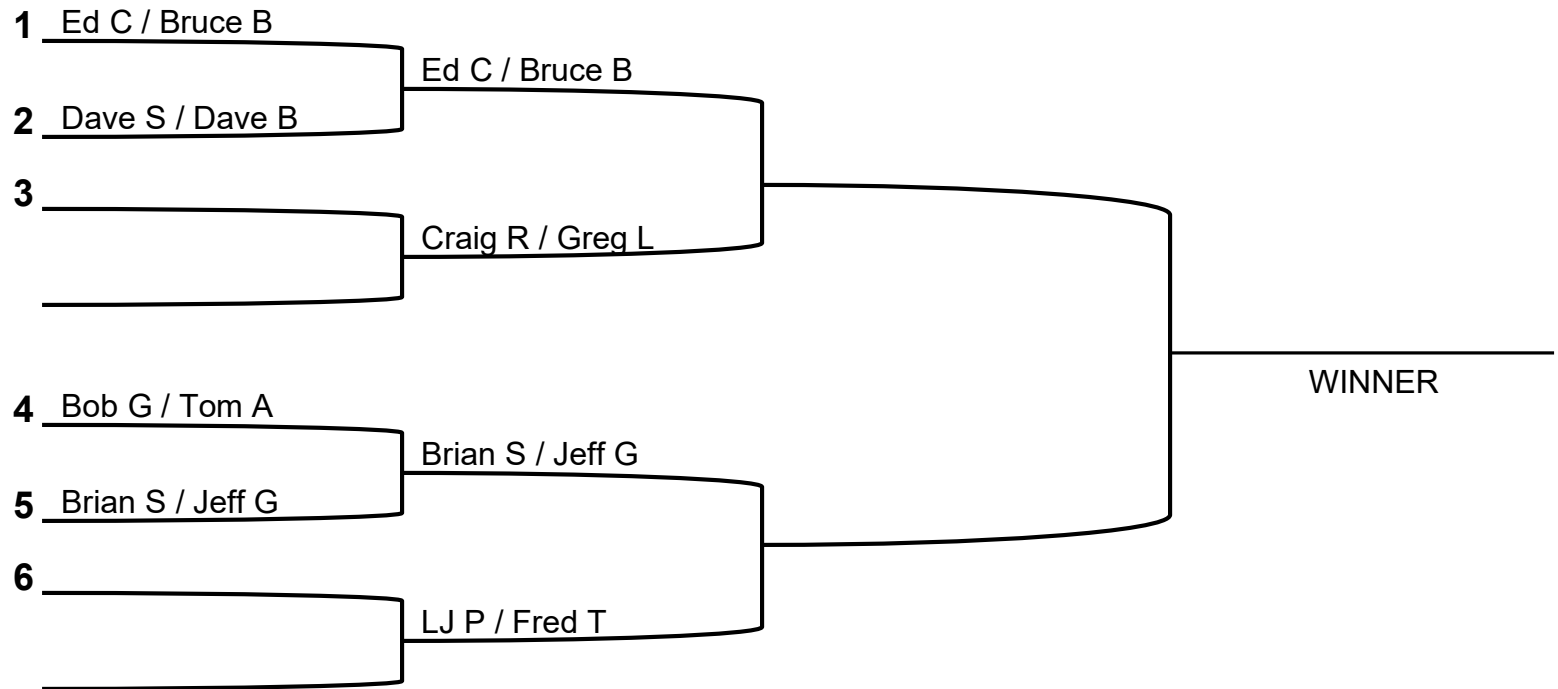 1 Ed C / Bruce B
Ed C / Bruce B
2 Dave S / Dave B
3
Craig R / Greg L
WINNER
4 Bob G / Tom A
Brian S / Jeff G
5 Brian S / Jeff G
6
LJ P / Fred T